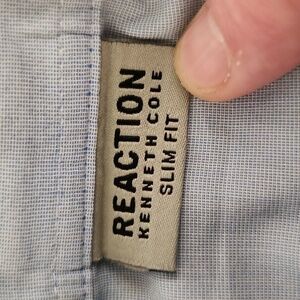 REACTION
KENNETH COLE
SLIM FIT